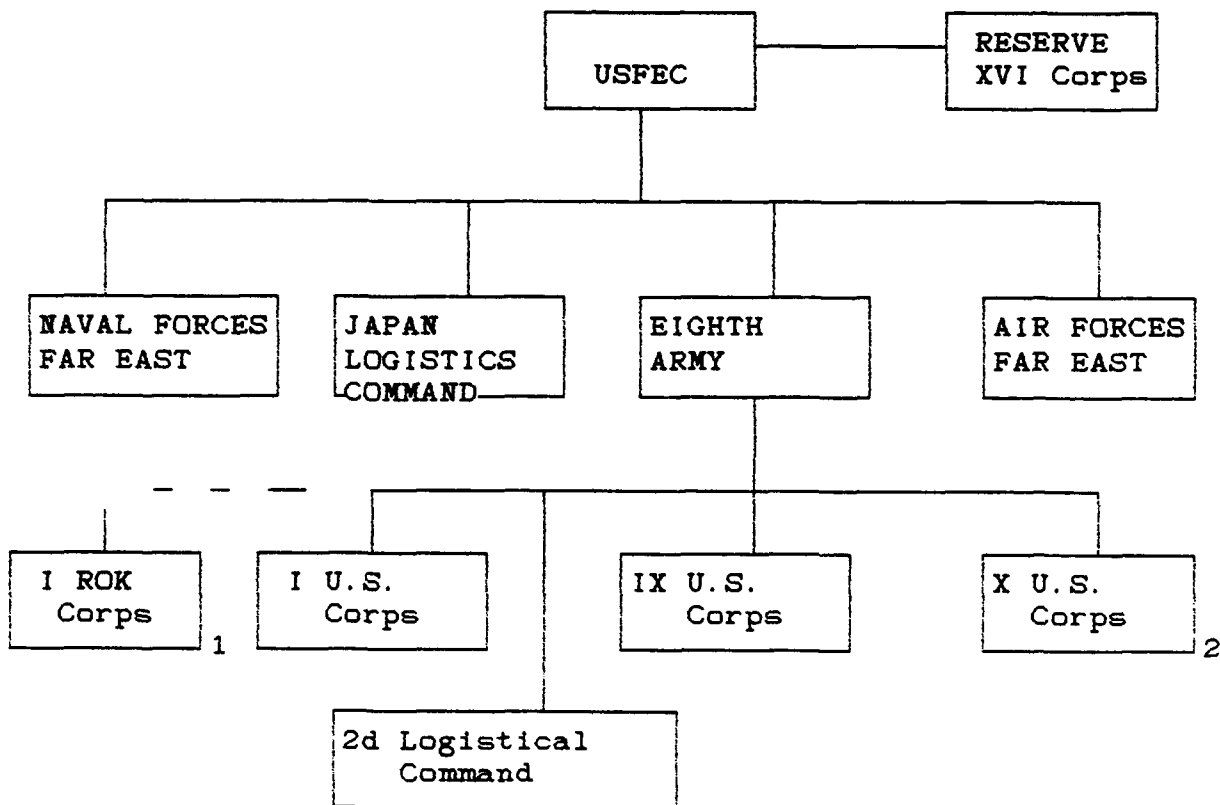 USFEC
RESERVE
XVI Corps
NAVAL FORCES
FAR EAST
JAPAN
LOGISTICS
COMMAND
EIGHTH
ARMY
AIR FORCES
FAR EAST
I ROK
Corps
1
I U.S.
Corps
IX U.S.
Corps
X U.S.
Corps
2
2d Logistical
Command